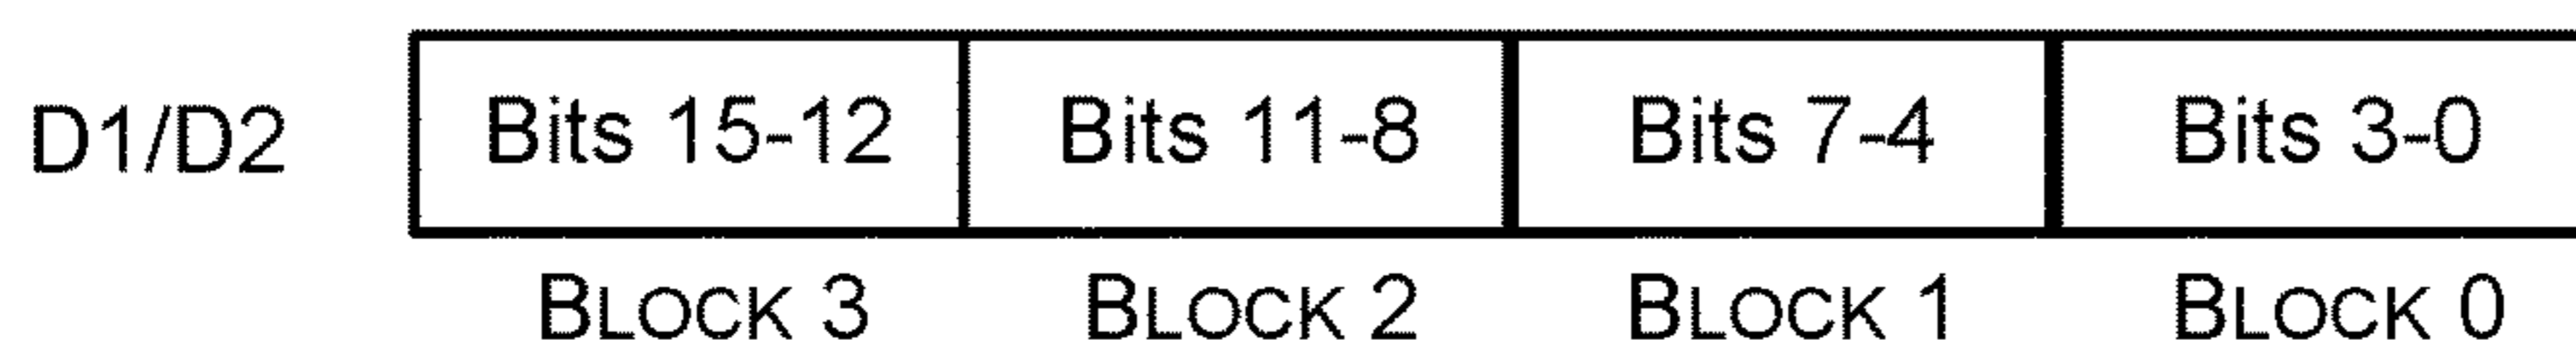 D1/D2 Bits 15-12 Bits 11-8 Bits 7-4 Bits 3-0
BLOCK 3 BLOCK 2 BLOCK 1 BLOCK 0